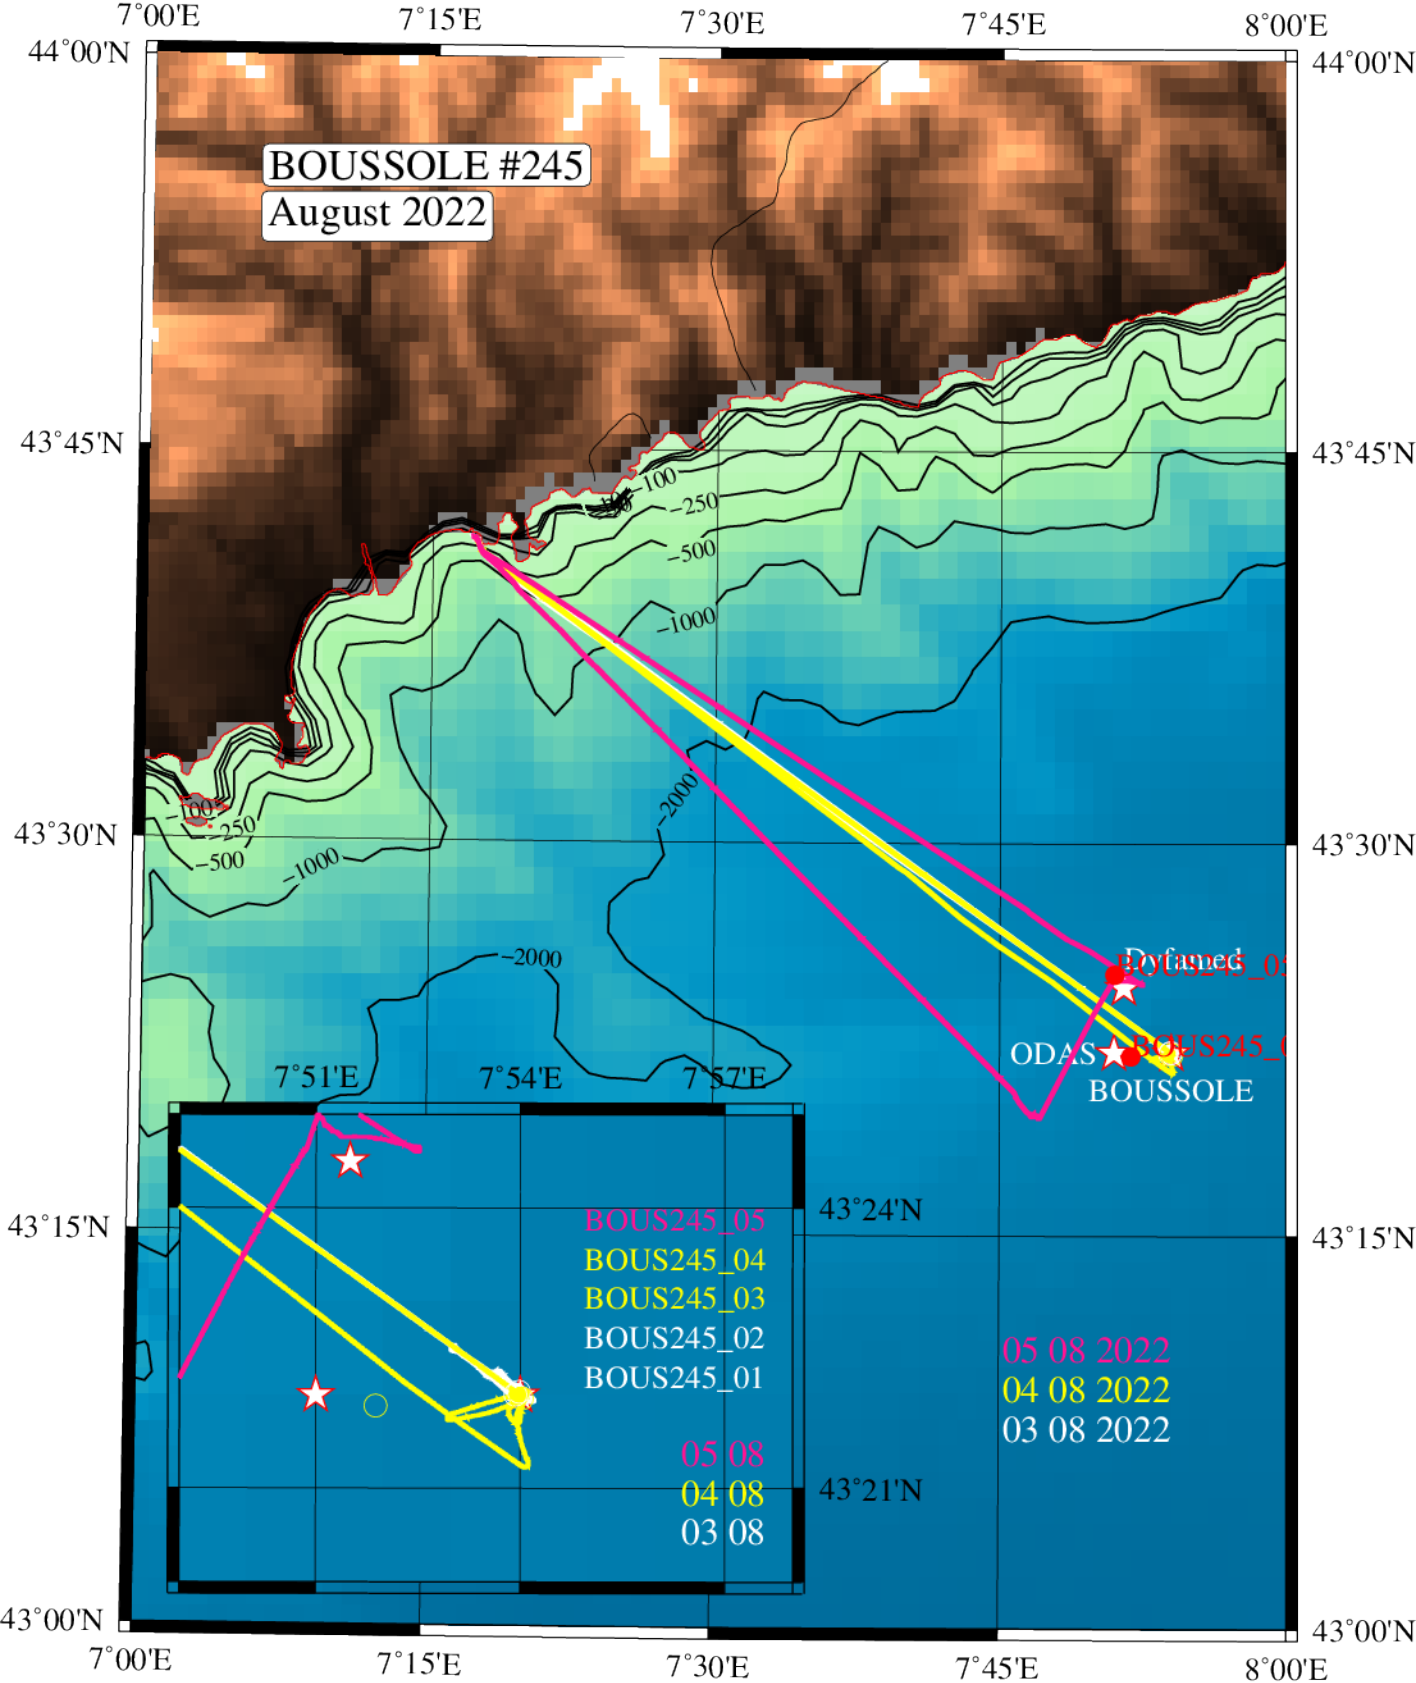 7°00'E 7°15'E 7°30'E 7°45'E 8°00'E
44°00'N 44°00'N
BOUSSOLE #245
August 2022
43°45'N 43°45'N
−100
−250
−500
−1000
−2000
43°30'N 43°30'N
−100
−250
−500
−1000
−2000
Dyfamed
BOUS245_05
ODAS
BOUS245_0
BOUSSOLE
7°51'E 7°54'E 7°57'E
43°24'N
43°15'N 43°15'N
BOUS245_05
BOUS245_04
BOUS245_03
BOUS245_02
BOUS245_01
05 08 2022
04 08 2022
03 08 2022
05 08
04 08
03 08
43°21'N
43°00'N 43°00'N
7°00'E 7°15'E 7°30'E 7°45'E 8°00'E